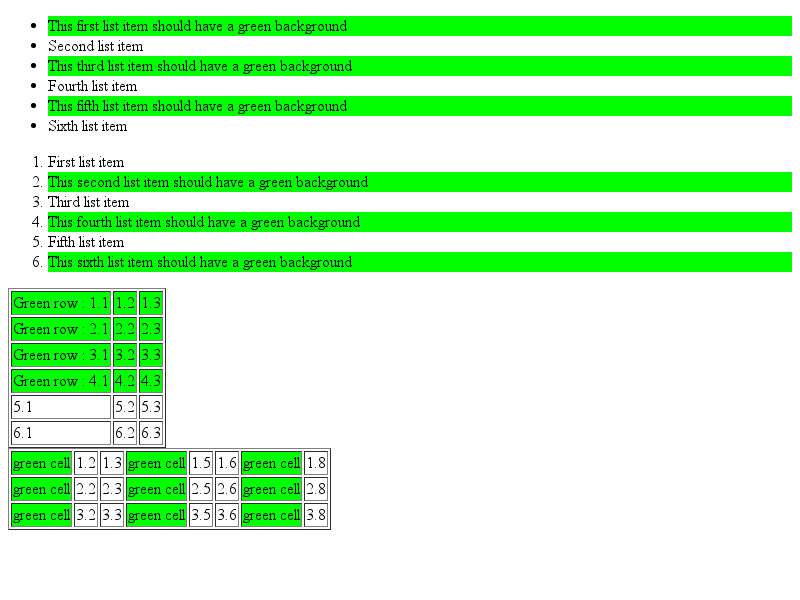 • This first list item should have a green background
• Second list item
• This third list item should have a green background
• Fourth list item
• This fifth list item should have a green background
• Sixth list item
1. First list item
2. This second list item should have a green background
3. Third list item
4. This fourth list item should have a green background
5. Fifth list item
6. This sixth list item should have a green background
Green row : 1.1 1.2 1.3
Green row : 2.1 2.2 2.3
Green row : 3.1 3.2 3.3
Green row : 4.1 4.2 4.3
5.1 5.2 5.3
6.1 6.2 6.3
green cell 1.2 1.3 green cell 1.5 1.6 green cell 1.8
green cell 2.2 2.3 green cell 2.5 2.6 green cell 2.8
green cell 3.2 3.3 green cell 3.5 3.6 green cell 3.8